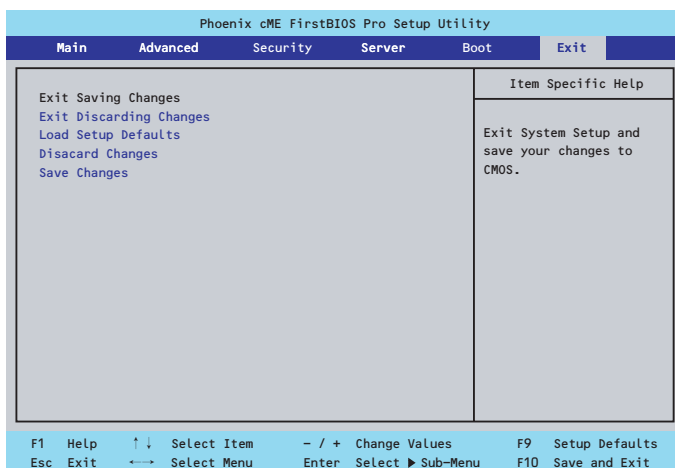 Phoenix cME FirstBIOS Pro Setup Utility
Main Advanced Security Server Boot Exit
Exit Saving Changes
Exit Discarding Changes
Load Setup Defaults
Disacard Changes
Save Changes
Item Specific Help
Exit System Setup and
save your changes to
CMOS.
F1 Help ↑↓ Select Item − / + Change Values F9 Setup Defaults
Esc Exit ←→ Select Menu Enter Select ▶ Sub−Menu F10 Save and Exit